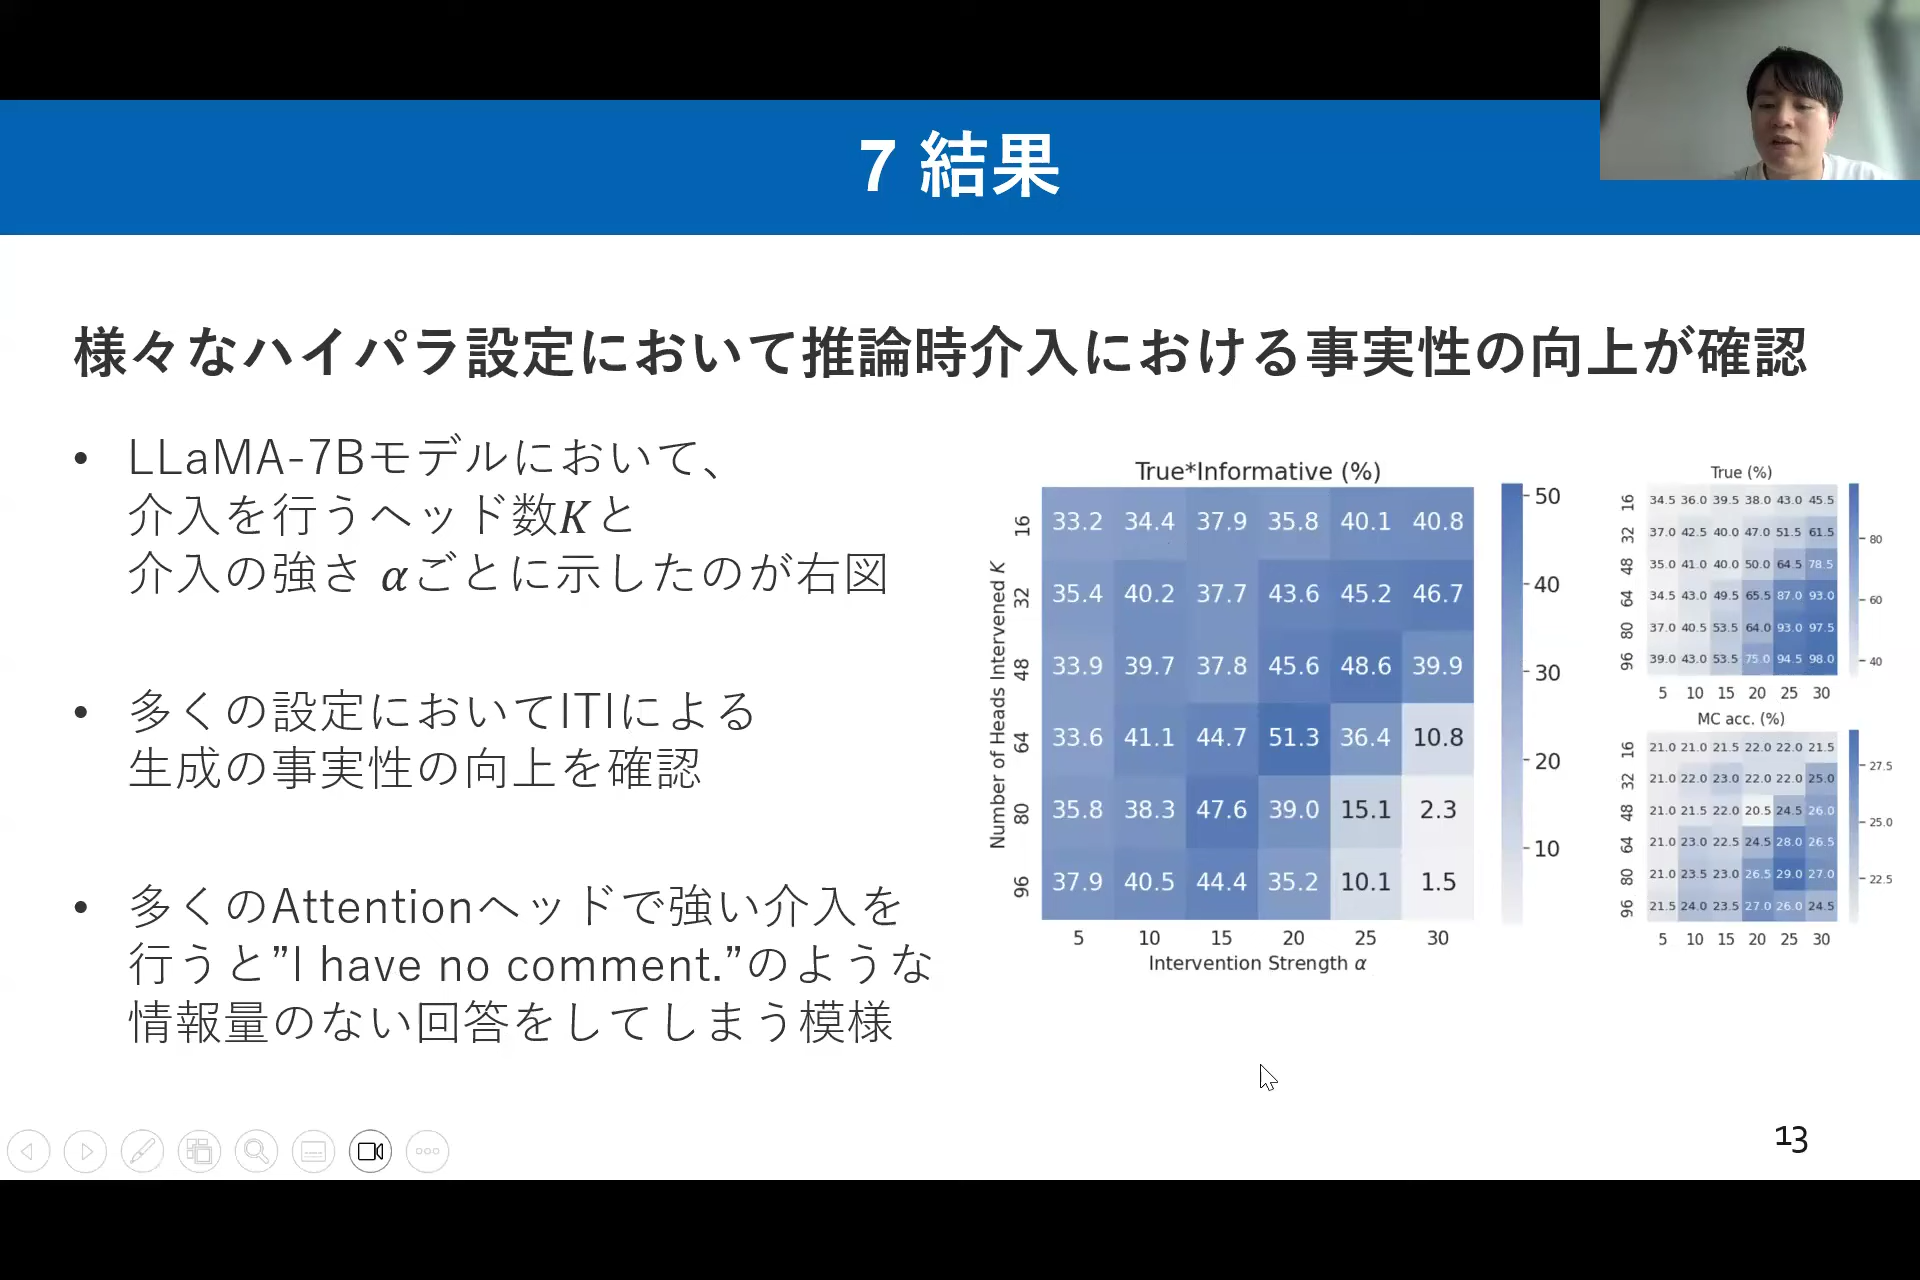 7 結果
様々なハイパラ設定において推論時介入における事実性の向上が確認
• LLaMA-7Bモデルにおいて、
介入を行うヘッド数Kと
介入の強さ αごとに示したのが右図
• 多くの設定においてITIによる
生成の事実性の向上を確認
• 多くのAttentionヘッドで強い介入を
行うと”I have no comment.”のような
情報量のない回答をしてしまう模様
True*Informative (%)
Number of Heads Intervened K
16 33.2 34.4 37.9 35.8 40.1 40.8
32 35.4 40.2 37.7 43.6 45.2 46.7
48 33.9 39.7 37.8 45.6 48.6 39.9
64 33.6 41.1 44.7 51.3 36.4 10.8
80 35.8 38.3 47.6 39.0 15.1 2.3
96 37.9 40.5 44.4 35.2 10.1 1.5
5 10 15 20 25 30
Intervention Strength α
50
40
30
20
10
True (%)
16 34.5 36.0 39.5 38.0 43.0 45.5
32 37.0 42.5 40.0 47.0 51.5 61.5
48 35.0 41.0 40.0 50.0 64.5 78.5
64 34.5 43.0 49.5 65.5 87.0 93.0
80 37.0 40.5 53.5 64.0 93.0 97.5
96 39.0 43.0 53.5 75.0 94.5 98.0
5 10 15 20 25 30
80
60
40
MC acc. (%)
16 21.0 21.0 21.5 22.0 22.0 21.5
32 21.0 22.0 23.0 22.0 22.0 25.0
48 21.0 21.5 22.0 20.5 24.5 26.0
64 21.0 23.0 22.5 24.5 28.0 26.5
80 21.0 23.5 23.0 26.5 29.0 27.0
96 21.5 24.0 23.5 27.0 26.0 24.5
5 10 15 20 25 30
27.5
25.0
22.5
13